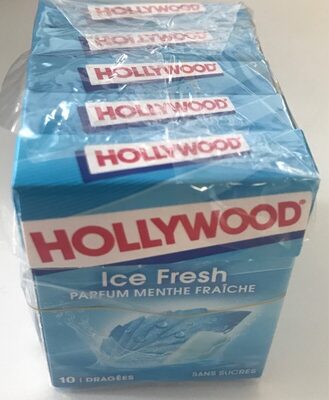 HOLLYWOOD
HOLLYWOOD
HOLLYWOOD
HOLLYWOOD
HOLLYWOOD
HOLLYWOOD
Ice Fresh
PARFUM MENTHE FRAÎCHE
10 | DRAGÉES SANS SUCRES